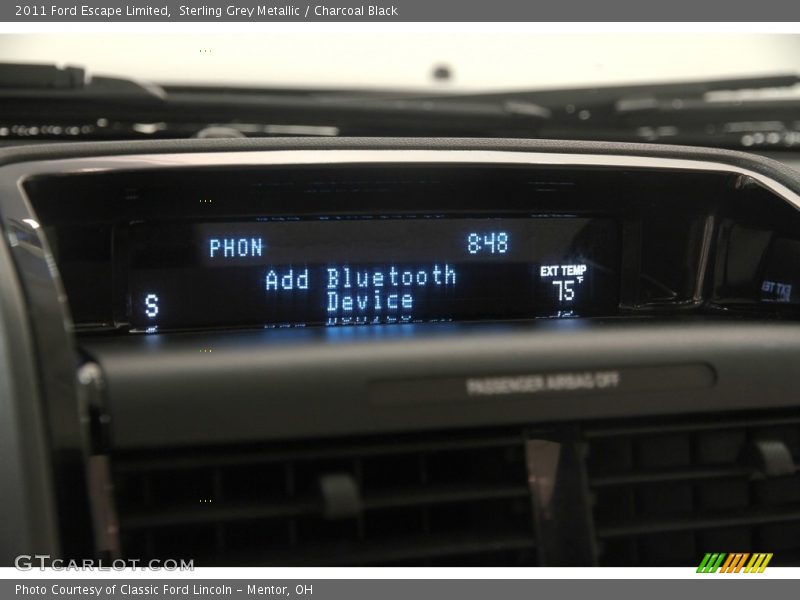 2011 Ford Escape Limited,  Sterling Grey Metallic / Charcoal Black
PHON 8:48
Add Bluetooth EXT TEMP
S Device 75°F
PASSENGER AIRBAG OFF
GTCARLOT.COM
Photo Courtesy of Classic Ford Lincoln - Mentor, OH